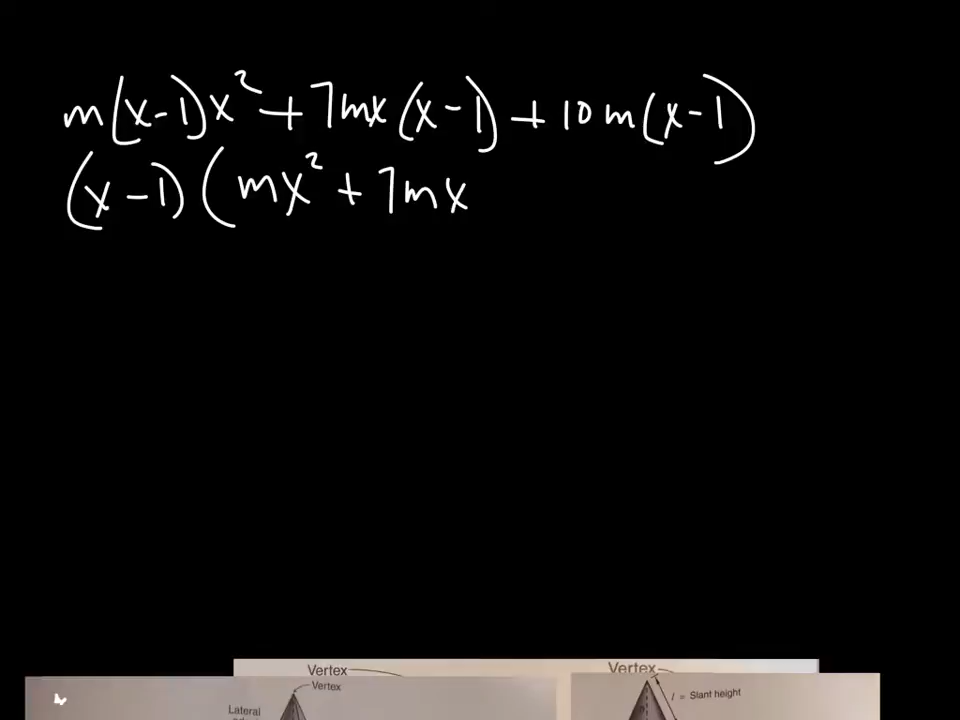 m(x-1)x² + 7mx(x-1) + 10m(x-1)
(x-1)(mx² + 7mx
Vertex
Vertex
Vertex
l = Slant height
Lateral